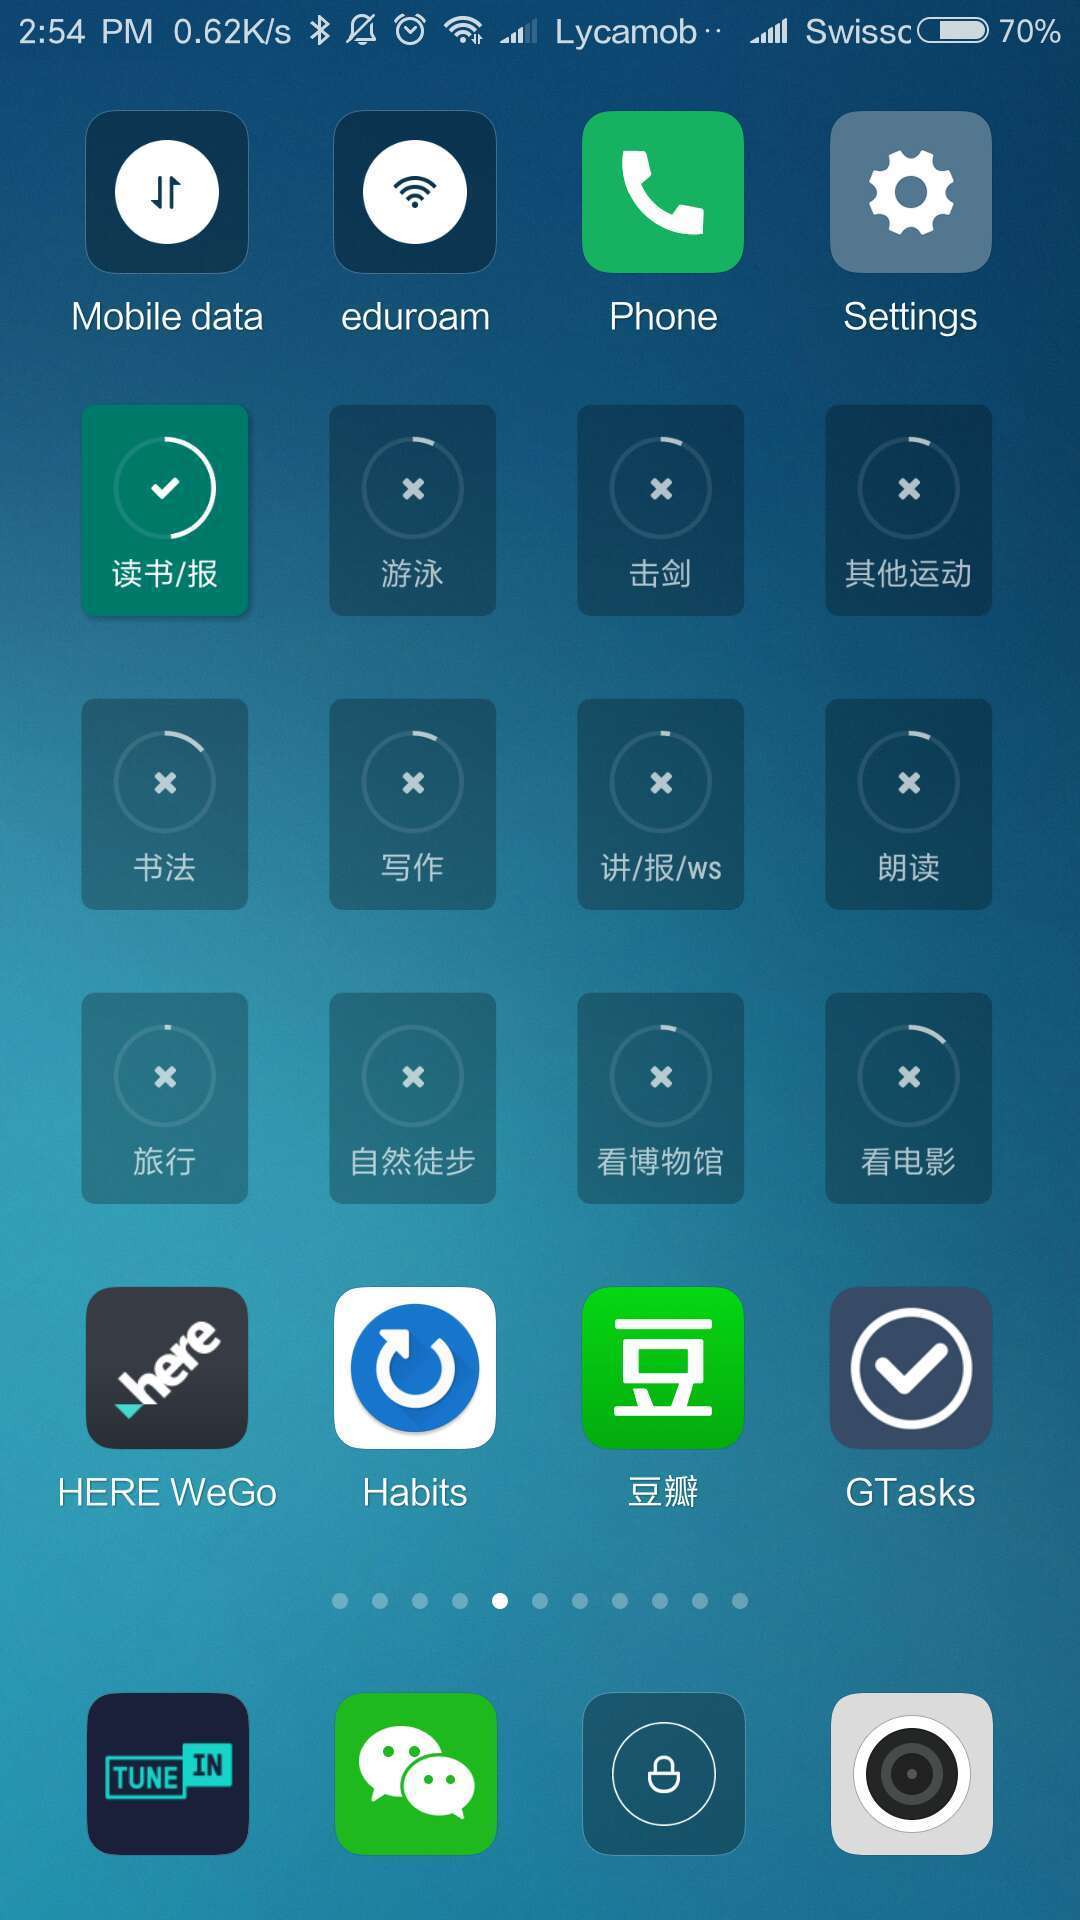 2:54 PM 0.62K/s Lycamob·· Swissc 70%
Mobile data eduroam Phone Settings
读书/报 游泳 击剑 其他运动
书法 写作 讲/报/ws 朗读
旅行 自然徒步 看博物馆 看电影
here 豆
HERE WeGo Habits 豆瓣 GTasks
TUNE IN